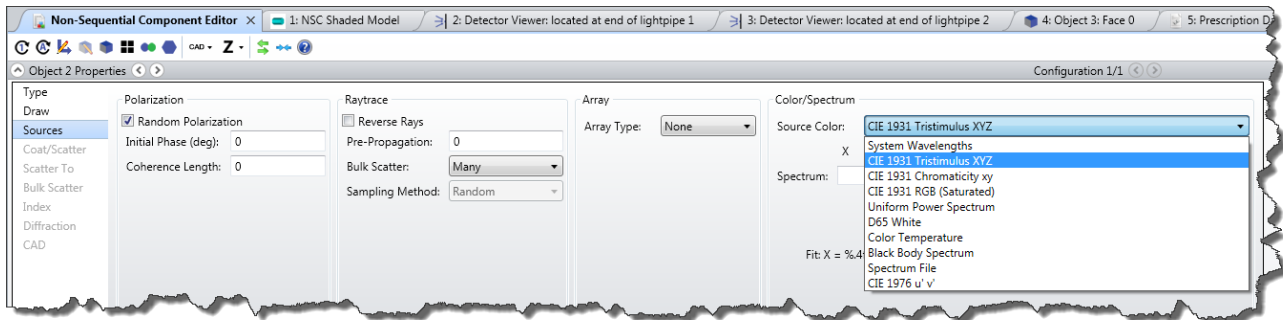 Non-Sequential Component Editor × 1: NSC Shaded Model 2: Detector Viewer: located at end of lightpipe 1 3: Detector Viewer: located at end of lightpipe 2 4: Object 3: Face 0 5: Prescription D
CAD Z
Object 2 Properties Configuration 1/1
Type
Draw
Sources
Coat/Scatter
Scatter To
Bulk Scatter
Index
Diffraction
CAD
Polarization
Random Polarization
Initial Phase (deg): 0
Coherence Length: 0
Raytrace
Reverse Rays
Pre-Propagation: 0
Bulk Scatter: Many
Sampling Method: Random
Array
Array Type: None
Color/Spectrum
Source Color: CIE 1931 Tristimulus XYZ
X
Spectrum:
Fit: X = %.4
System Wavelengths
CIE 1931 Tristimulus XYZ
CIE 1931 Chromaticity xy
CIE 1931 RGB (Saturated)
Uniform Power Spectrum
D65 White
Color Temperature
Black Body Spectrum
Spectrum File
CIE 1976 u' v'